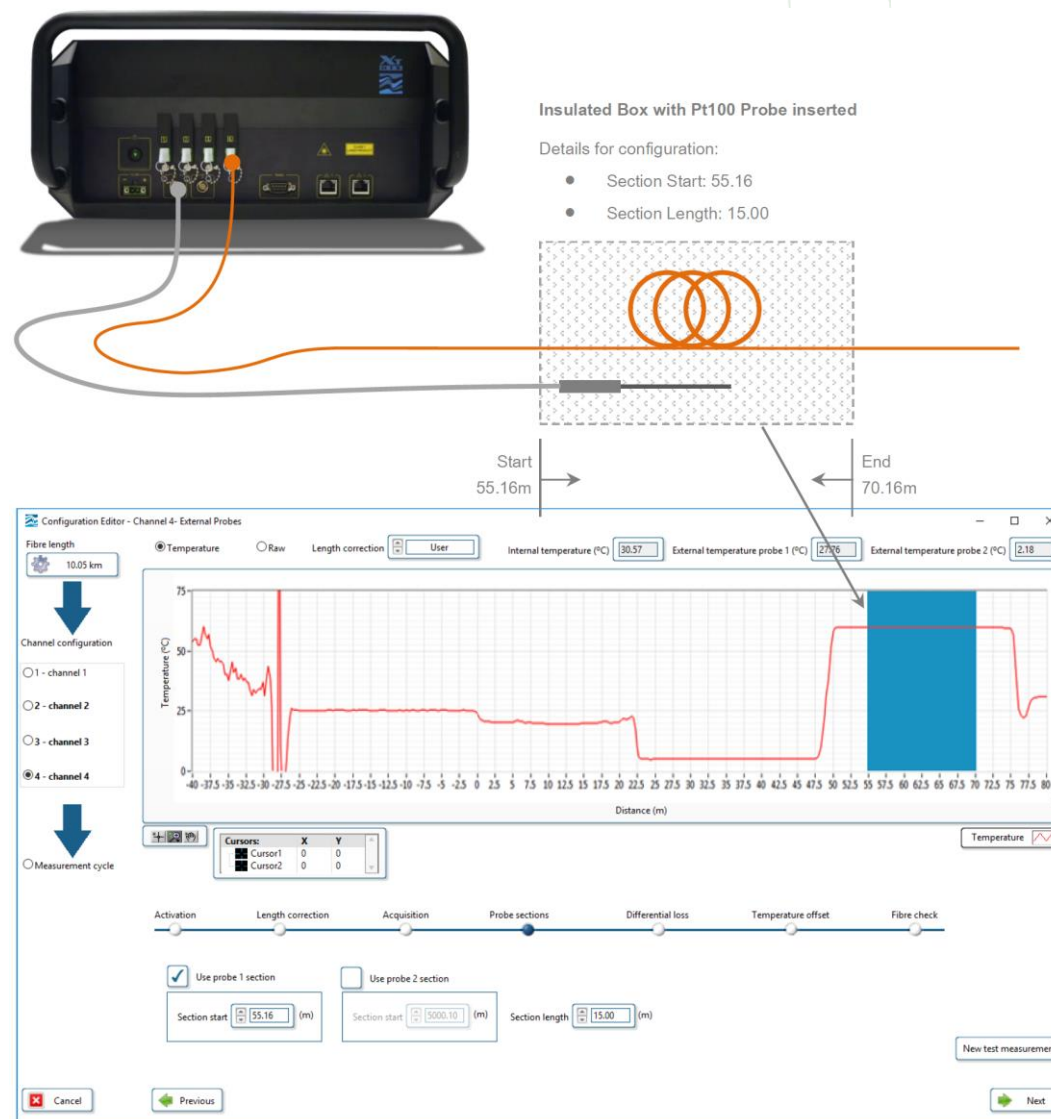 XT
1
2
3
4
Insulated Box with Pt100 Probe inserted
Details for configuration:
● Section Start: 55.16
● Section Length: 15.00
Start
55.16m
End
70.16m
Configuration Editor - Channel 4- External Probes
Fibre length
10.05 km
Temperature Raw Length correction User Internal temperature (ºC) 30.57 External temperature probe 1 (ºC) 27.76 External temperature probe 2 (ºC) 2.18
Channel configuration
1 - channel 1
2 - channel 2
3 - channel 3
4 - channel 4
Measurement cycle
Temperature (ºC)
75
50
25
0
-40 -37.5 -35 -32.5 -30 -27.5 -25 -22.5 -20 -17.5 -15 -12.5 -10 -7.5 -5 -2.5 0 2.5 5 7.5 10 12.5 15 17.5 20 22.5 25 27.5 30 32.5 35 37.5 40 42.5 45 47.5 50 52.5 55 57.5 60 62.5 65 67.5 70 72.5 75 77.5 80
Distance (m)
Cursors: X Y
Cursor1 0 0
Cursor2 0 0
Temperature
Activation Length correction Acquisition Probe sections Differential loss Temperature offset Fibre check
Use probe 1 section Use probe 2 section
Section start 55.16 (m) Section start 5000.10 (m) Section length 15.00 (m)
New test measuremen
Cancel Previous Next